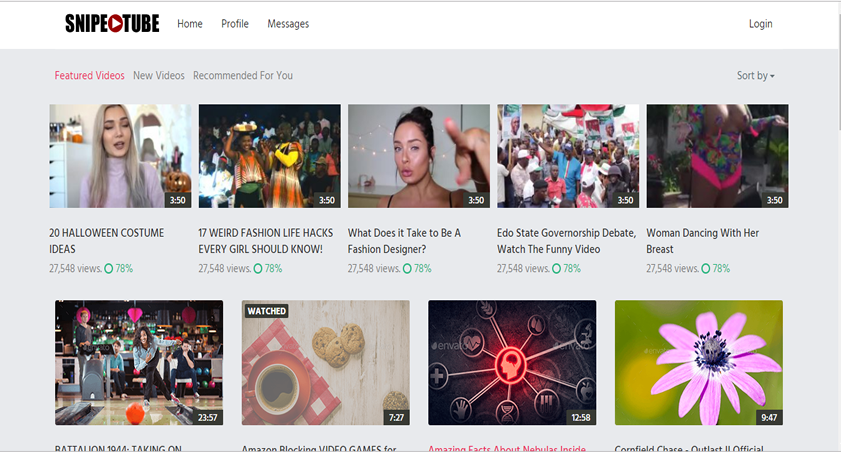 SNIPE TUBE Home Profile Messages Login
Featured Videos New Videos Recommended For You Sort by
3:50 3:50 3:50 3:50 3:50
20 HALLOWEEN COSTUME
IDEAS
27,548 views. 78%
17 WEIRD FASHION LIFE HACKS
EVERY GIRL SHOULD KNOW!
27,548 views. 78%
What Does it Take to Be A
Fashion Designer?
27,548 views. 78%
Edo State Governorship Debate,
Watch The Funny Video
27,548 views. 78%
Woman Dancing With Her
Breast
27,548 views. 78%
23:57
WATCHED
7:27
envato
12:58
9:47
BATTALION 1944: TAKING ON
Amazon Blocking VIDEO GAMES for
Amazing Facts About Nebulas Inside
Cornfield Chase - Outlast II Official